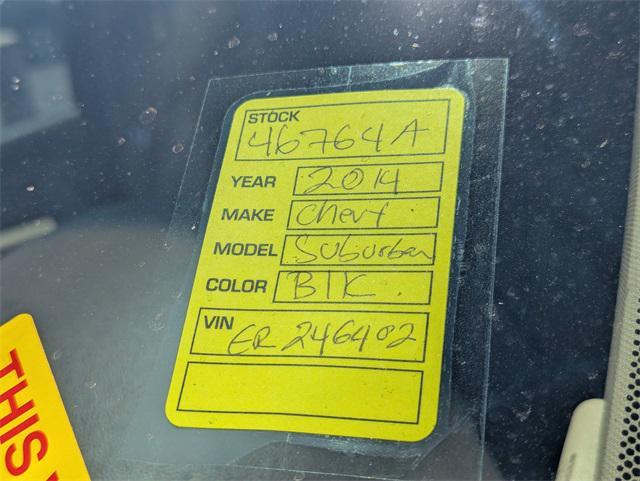 STOCK
46764A
YEAR 2014
MAKE Chevy
MODEL Suburban
COLOR Blk
VIN
ER 246402
THIS